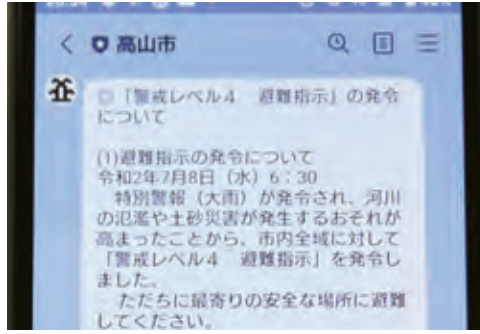 高山市
「警戒レベル4 避難指示」の発令
について
(1)避難指示の発令について
令和2年7月8日(水)6:30
特別警報(大雨)が発令され、河川
の氾濫や土砂災害が発生するおそれが
高まったことから、市内全域に対して
「警戒レベル4 避難指示」を発令し
ました。
ただちに最寄りの安全な場所に避難
してください。